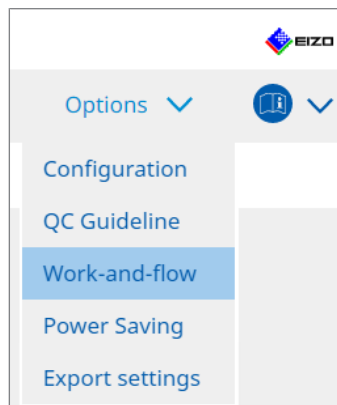 EIZO
Options
Configuration
QC Guideline
Work-and-flow
Power Saving
Export settings